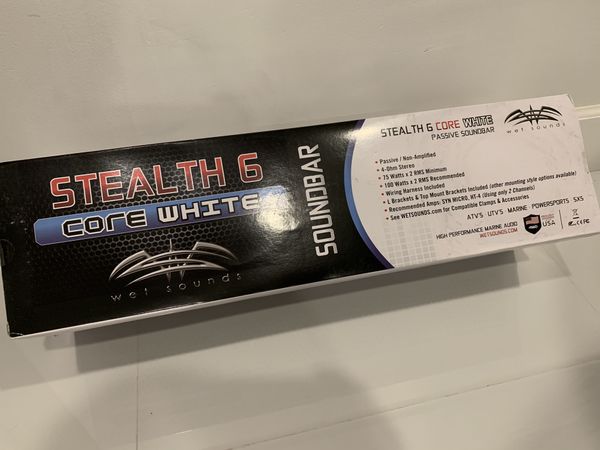 STEALTH 6
CORE WHITE
wet sounds
SOUNDBAR
STEALTH 6 CORE WHITE
PASSIVE SOUNDBAR
wet sounds
• Passive / Non-Amplified
• 4-Ohm Stereo
• 75 Watts x 2 RMS Minimum
• 100 Watts x 2 RMS Recommended
• Wiring Harness Included
• L Brackets & Top Mount Brackets Included (other mounting style options available)
• Recommended Amps: SYN MICRO, HT-4 (Using only 2 Channels)
• See WETSOUNDS.com for Compatible Clamps & Accessories
ATV'S UTV'S MARINE POWERSPORTS SXS
HIGH PERFORMANCE MARINE AUDIO
WETSOUNDS.COM
USA